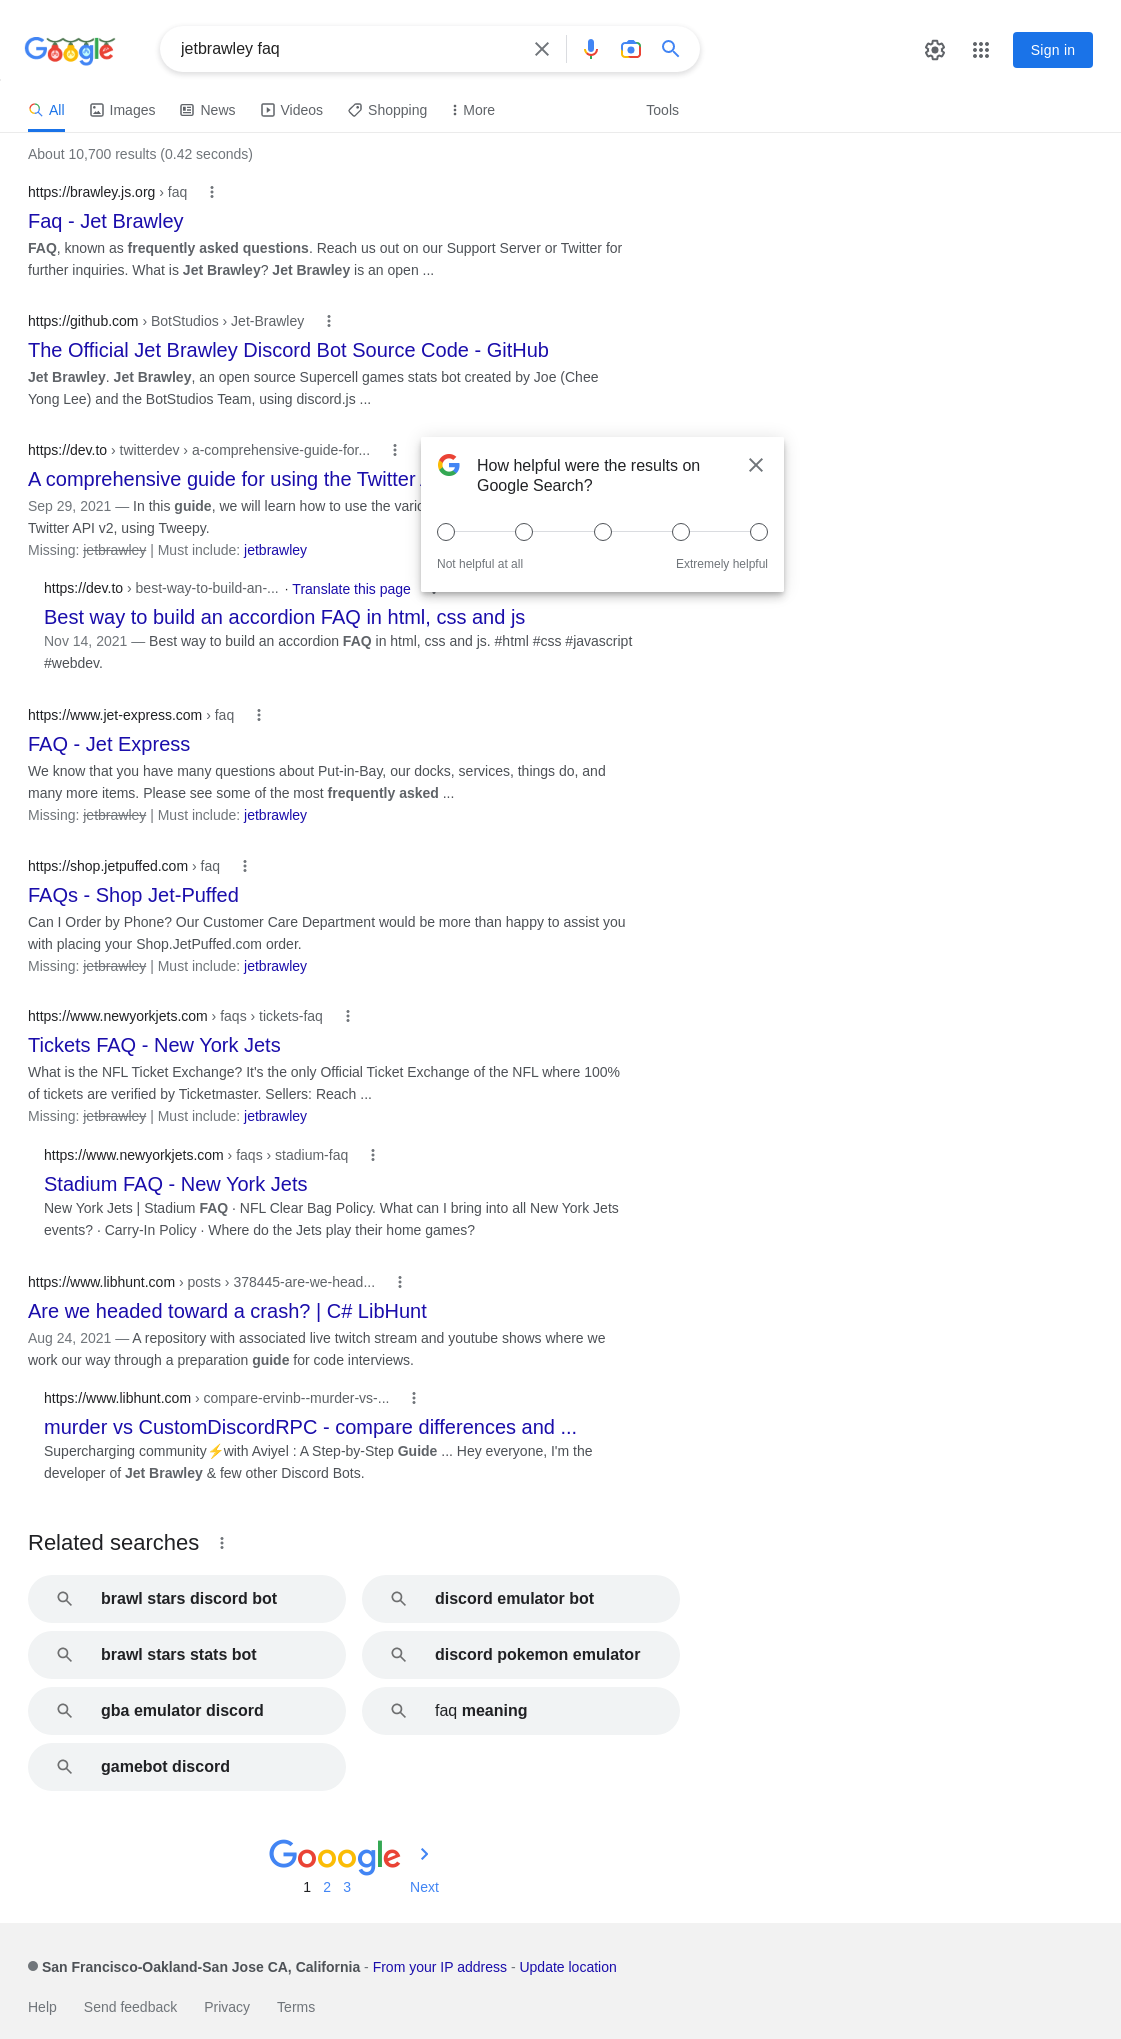 Google
jetbrawley faq
Sign in
All
Images
News
Videos
Shopping
More
Tools
About 10,700 results (0.42 seconds)
https://brawley.js.org › faq
Faq - Jet Brawley
FAQ, known as frequently asked questions. Reach us out on our Support Server or Twitter for
further inquiries. What is Jet Brawley? Jet Brawley is an open ...
https://github.com › BotStudios › Jet-Brawley
The Official Jet Brawley Discord Bot Source Code - GitHub
Jet Brawley. Jet Brawley, an open source Supercell games stats bot created by Joe (Chee
Yong Lee) and the BotStudios Team, using discord.js ...
https://dev.to › twitterdev › a-comprehensive-guide-for...
A comprehensive guide for using the Twitter
Sep 29, 2021 — In this guide, we will learn how to use the
Twitter API v2, using Tweepy.
Missing: jetbrawley | Must include: jetbrawley
How helpful were the results on
Google Search?
Not helpful at all
Extremely helpful
https://dev.to › best-way-to-build-an-... · Translate this page
Best way to build an accordion FAQ in html, css and js
Nov 14, 2021 — Best way to build an accordion FAQ in html, css and js. #html #css #javascript
#webdev.
https://www.jet-express.com › faq
FAQ - Jet Express
We know that you have many questions about Put-in-Bay, our docks, services, things do, and
many more items. Please see some of the most frequently asked ...
Missing: jetbrawley | Must include: jetbrawley
https://shop.jetpuffed.com › faq
FAQs - Shop Jet-Puffed
Can I Order by Phone? Our Customer Care Department would be more than happy to assist you
with placing your Shop.JetPuffed.com order.
Missing: jetbrawley | Must include: jetbrawley
https://www.newyorkjets.com › faqs › tickets-faq
Tickets FAQ - New York Jets
What is the NFL Ticket Exchange? It's the only Official Ticket Exchange of the NFL where 100%
of tickets are verified by Ticketmaster. Sellers: Reach ...
Missing: jetbrawley | Must include: jetbrawley
https://www.newyorkjets.com › faqs › stadium-faq
Stadium FAQ - New York Jets
New York Jets | Stadium FAQ · NFL Clear Bag Policy. What can I bring into all New York Jets
events? · Carry-In Policy · Where do the Jets play their home games?
https://www.libhunt.com › posts › 378445-are-we-head...
Are we headed toward a crash? | C# LibHunt
Aug 24, 2021 — A repository with associated live twitch stream and youtube shows where we
work our way through a preparation guide for code interviews.
https://www.libhunt.com › compare-ervinb--murder-vs-...
murder vs CustomDiscordRPC - compare differences and ...
Supercharging community⚡with Aviyel : A Step-by-Step Guide ... Hey everyone, I'm the
developer of Jet Brawley & few other Discord Bots.
Related searches
brawl stars discord bot
discord emulator bot
brawl stars stats bot
discord pokemon emulator
gba emulator discord
faq meaning
gamebot discord
Gooogle
1 2 3 Next
San Francisco-Oakland-San Jose CA, California - From your IP address - Update location
Help Send feedback Privacy Terms